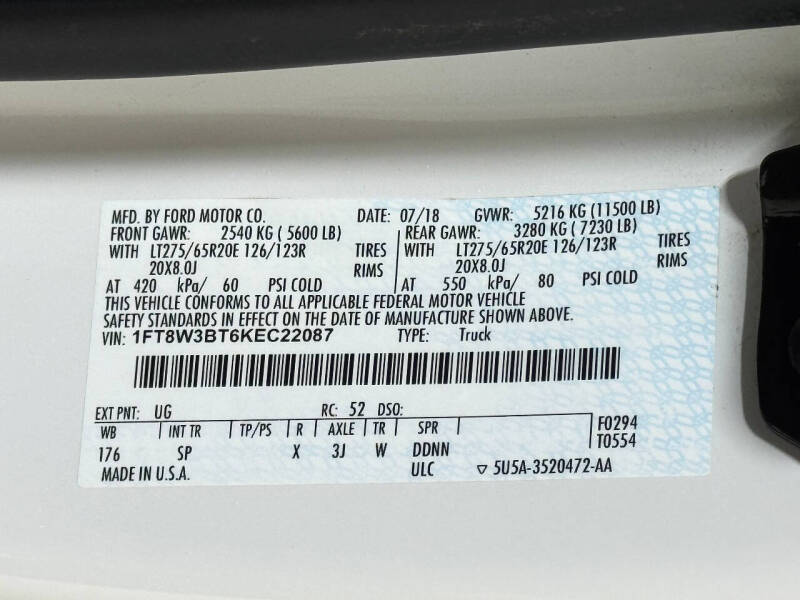 MFD. BY FORD MOTOR CO. DATE: 07/18 GVWR: 5216 KG (11500 LB)
FRONT GAWR: 2540 KG ( 5600 LB) REAR GAWR: 3280 KG ( 7230 LB)
WITH LT275/65R20E 126/123R TIRES WITH LT275/65R20E 126/123R TIRES
20X8.0J RIMS 20X8.0J RIMS
AT 420 kPa/ 60 PSI COLD AT 550 kPa/ 80 PSI COLD
THIS VEHICLE CONFORMS TO ALL APPLICABLE FEDERAL MOTOR VEHICLE
SAFETY STANDARDS IN EFFECT ON THE DATE OF MANUFACTURE SHOWN ABOVE.
VIN: 1FT8W3BT6KEC22087 TYPE: Truck
EXT PNT: UG RC: 52 DSO:
WB INT TR TP/PS R AXLE TR SPR F0294
T0554
176 SP X 3J W DDNN
MADE IN U.S.A. ULC ▽ 5U5A-3520472-AA